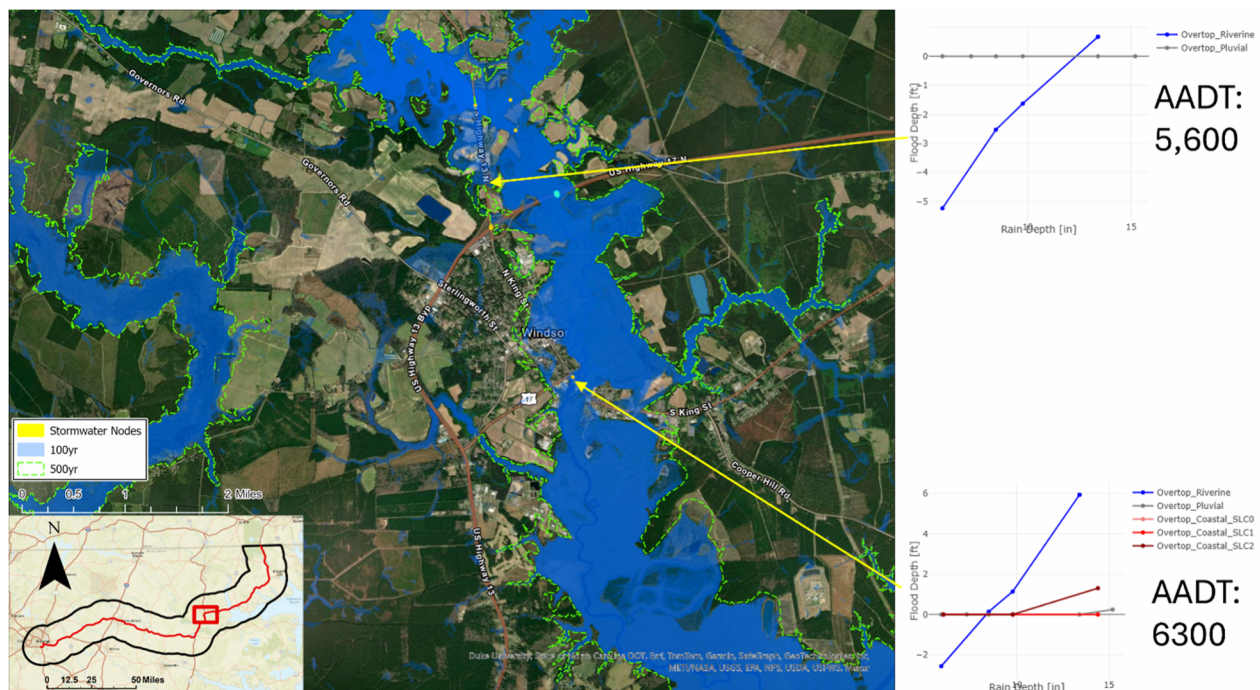 Governors Rd
Governors Rd
US Highway 13 N
US Highway 17 N
N King St
Sterlingworth St
US Highway 13 Byp
Windsor
17
S King St
Cooper Hill Rd
US Highway 13
Stormwater Nodes
100yr
500yr
0 0.5 1 2 Miles
N
0 12.5 25 50 Miles
Duke University, State of North Carolina DOT, Esri, TomTom, Garmin, SafeGraph, GeoTechnologies, Inc,
METI/NASA, USGS, EPA, NPS, USDA, USFWS, Maxar
Overtop_Riverine
Overtop_Pluvial
0
−1
−2
−3
−4
−5
Flood Depth [ft]
10
15
Rain Depth [in]
AADT:
5,600
Overtop_Riverine
Overtop_Pluvial
Overtop_Coastal_SLC0
Overtop_Coastal_SLC1
Overtop_Coastal_SLC2
6
4
2
0
−2
Flood Depth [ft]
10
15
Rain Depth [in]
AADT:
6300